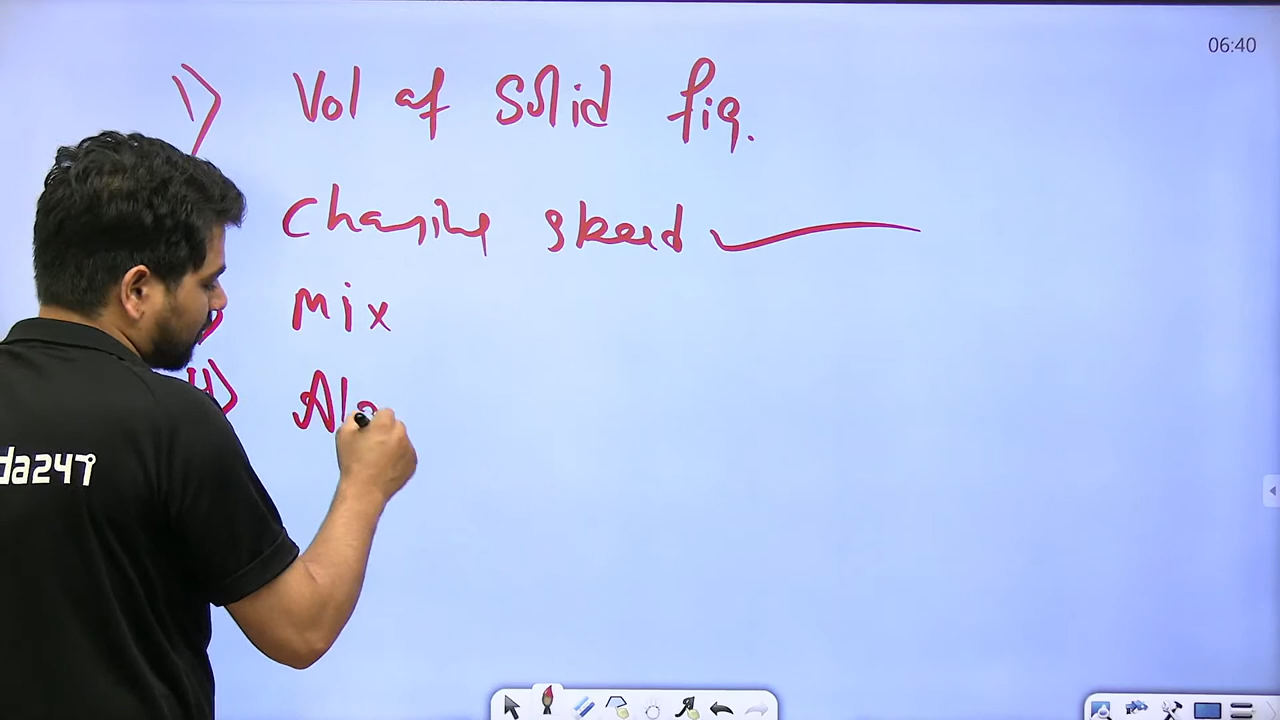 06:40
1) Vol of Solid fig.
Changing speed
Mix
4)
da247